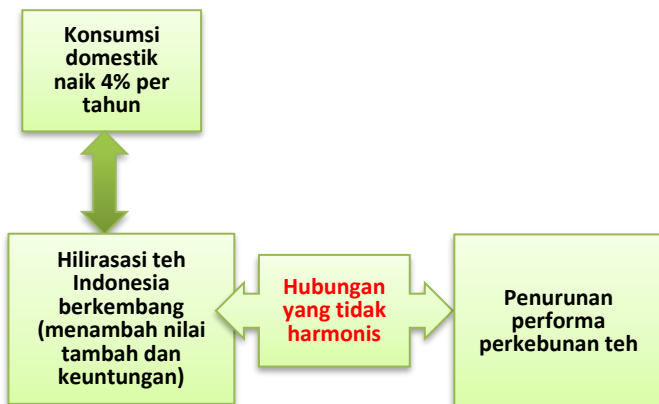 Konsumsi
domestik
naik 4% per
tahun
Hilirasasi teh
Indonesia
berkembang
(menambah nilai
tambah dan
keuntungan)
Hubungan
yang tidak
harmonis
Penurunan
performa
perkebunan teh